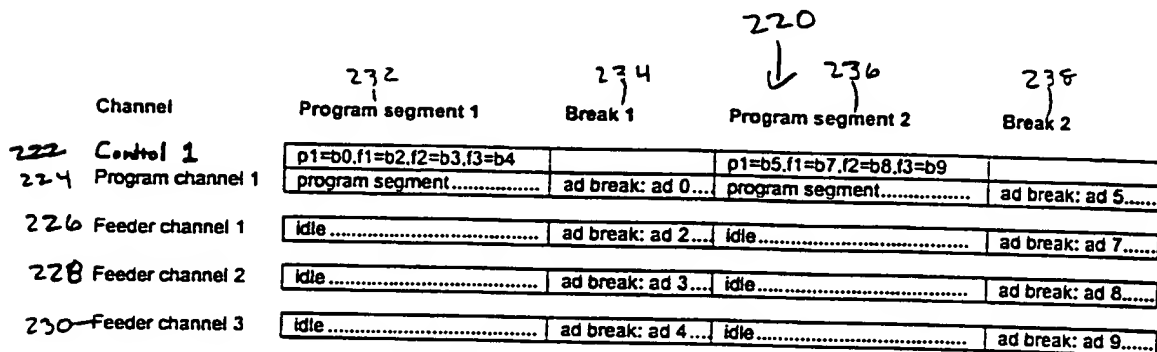 220
232 234 236 238
Channel Program segment 1 Break 1 Program segment 2 Break 2
222 Control 1 p1=b0,f1=b2,f2=b3,f3=b4 p1=b5,f1=b7,f2=b8,f3=b9
224 Program channel 1 program segment................. ad break: ad 0.... program segment................. ad break: ad 5......
226 Feeder channel 1 idle ................................... ad break: ad 2.... idle ................................... ad break: ad 7......
228 Feeder channel 2 idle ................................... ad break: ad 3.... idle ................................... ad break: ad 8......
230 Feeder channel 3 idle ................................... ad break: ad 4.... idle ................................... ad break: ad 9......